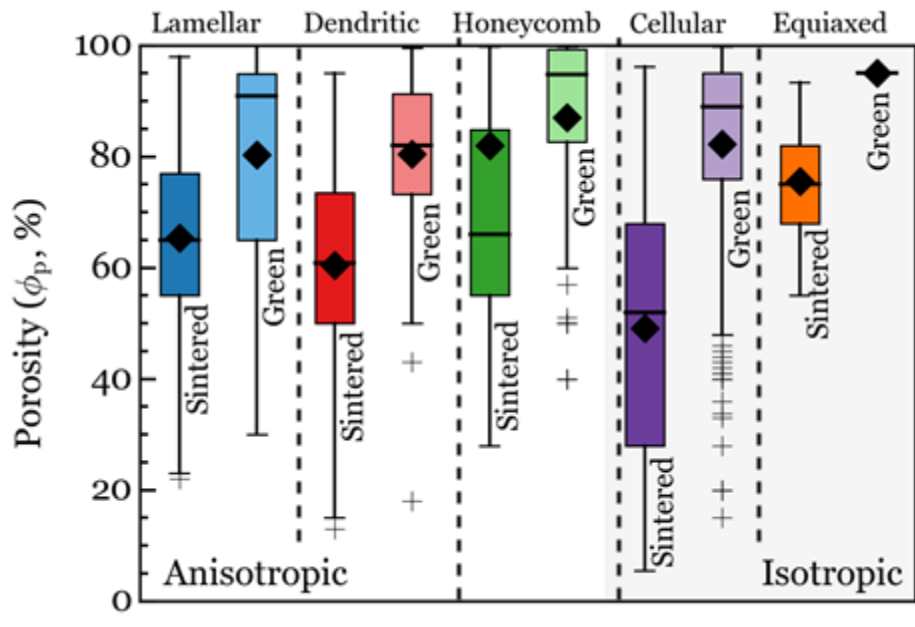 Lamellar Dendritic Honeycomb Cellular Equiaxed
100
80
60
40
20
0
Porosity (ϕp, %)
Sintered
Green
Sintered
Green
Sintered
Green
Sintered
Green
Sintered
Green
Anisotropic
Isotropic